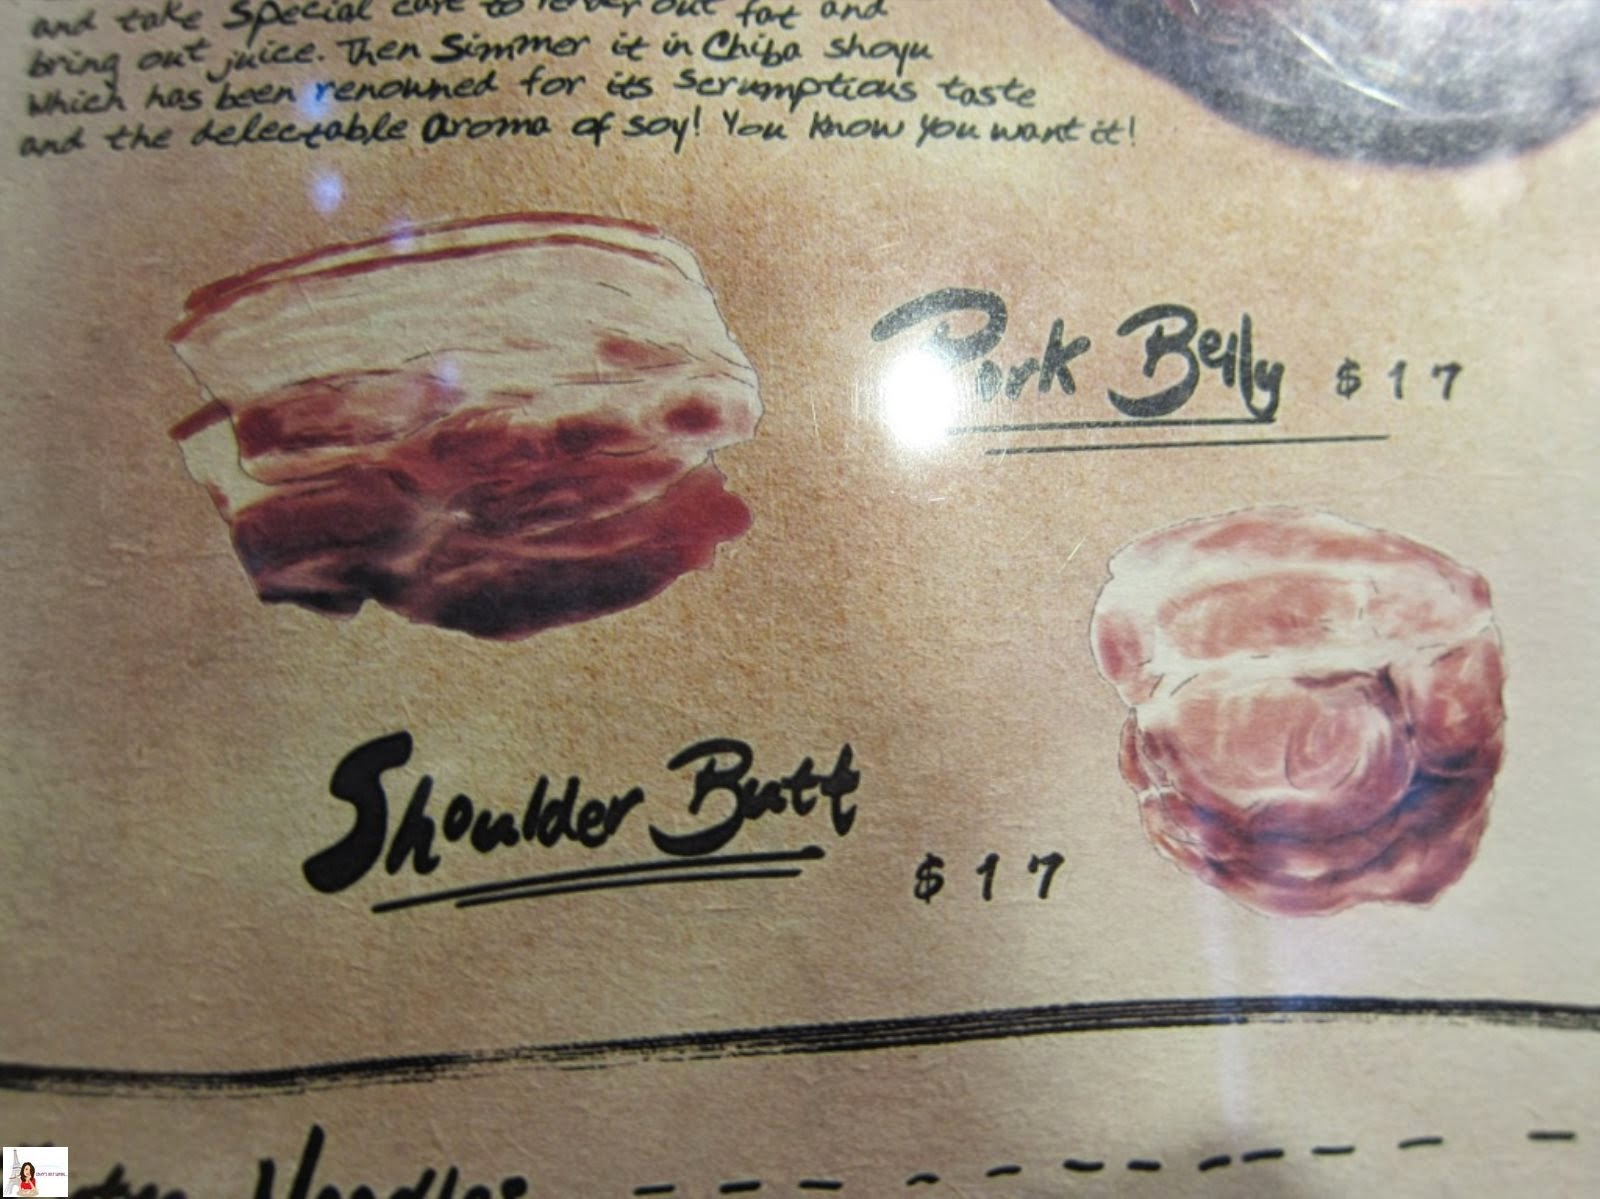 and take special care to render out fat and
bring out juice. Then Simmer it in Chiba shoyu
which has been renowned for its scrumptious taste
and the delectable aroma of soy! You know you want it!
Pork Belly $17
Shoulder Butt
$17
Noodles